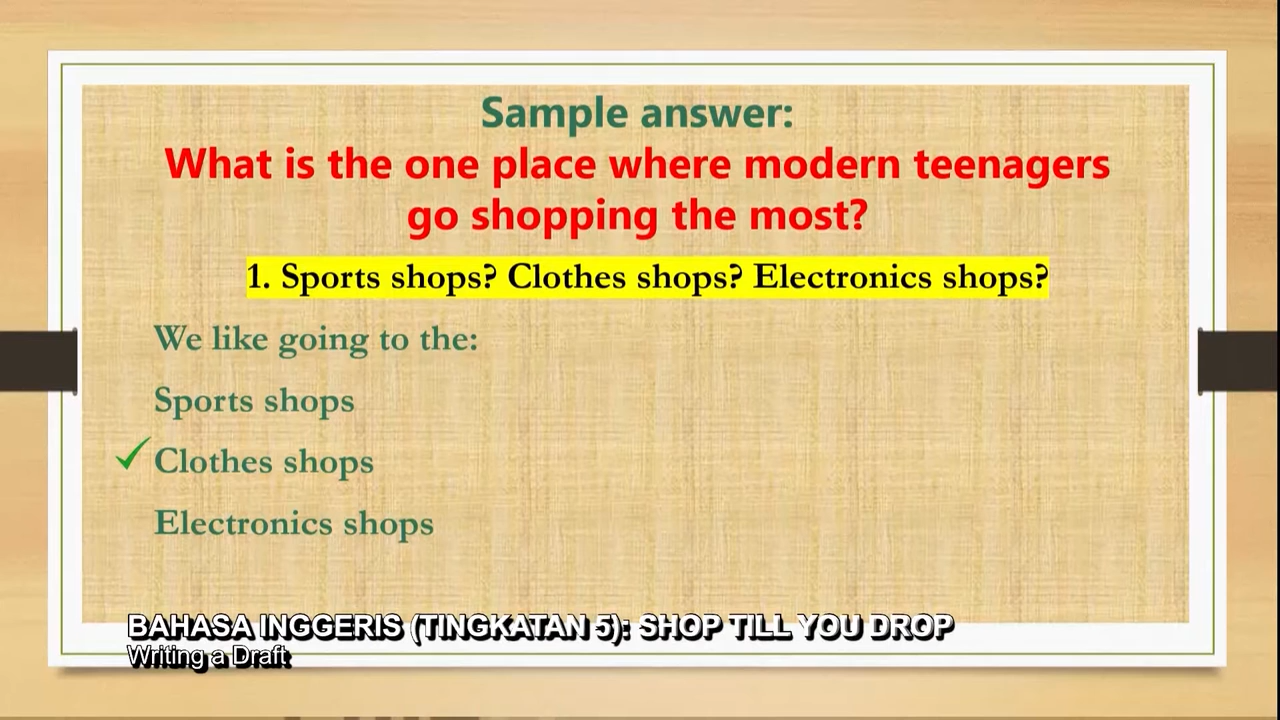 Sample answer:
What is the one place where modern teenagers
go shopping the most?
1. Sports shops? Clothes shops? Electronics shops?
We like going to the:
Sports shops
Clothes shops
Electronics shops
BAHASA INGGERIS (TINGKATAN 5): SHOP TILL YOU DROP
Writing a Draft